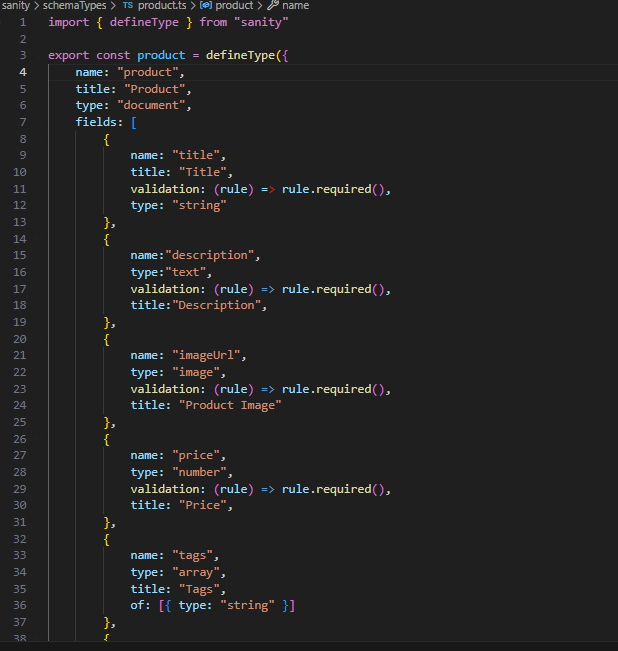 sanity > schemaTypes > TS product.ts > product > name
1 import { defineType } from "sanity"
2
3 export const product = defineType({
4     name: "product",
5     title: "Product",
6     type: "document",
7     fields: [
8         {
9             name: "title",
10             title: "Title",
11             validation: (rule) => rule.required(),
12             type: "string"
13         },
14         {
15             name:"description",
16             type:"text",
17             validation: (rule) => rule.required(),
18             title:"Description",
19         },
20         {
21             name: "imageUrl",
22             type: "image",
23             validation: (rule) => rule.required(),
24             title: "Product Image"
25         },
26         {
27             name: "price",
28             type: "number",
29             validation: (rule) => rule.required(),
30             title: "Price",
31         },
32         {
33             name: "tags",
34             type: "array",
35             title: "Tags",
36             of: [{ type: "string" }]
37         },
38         {